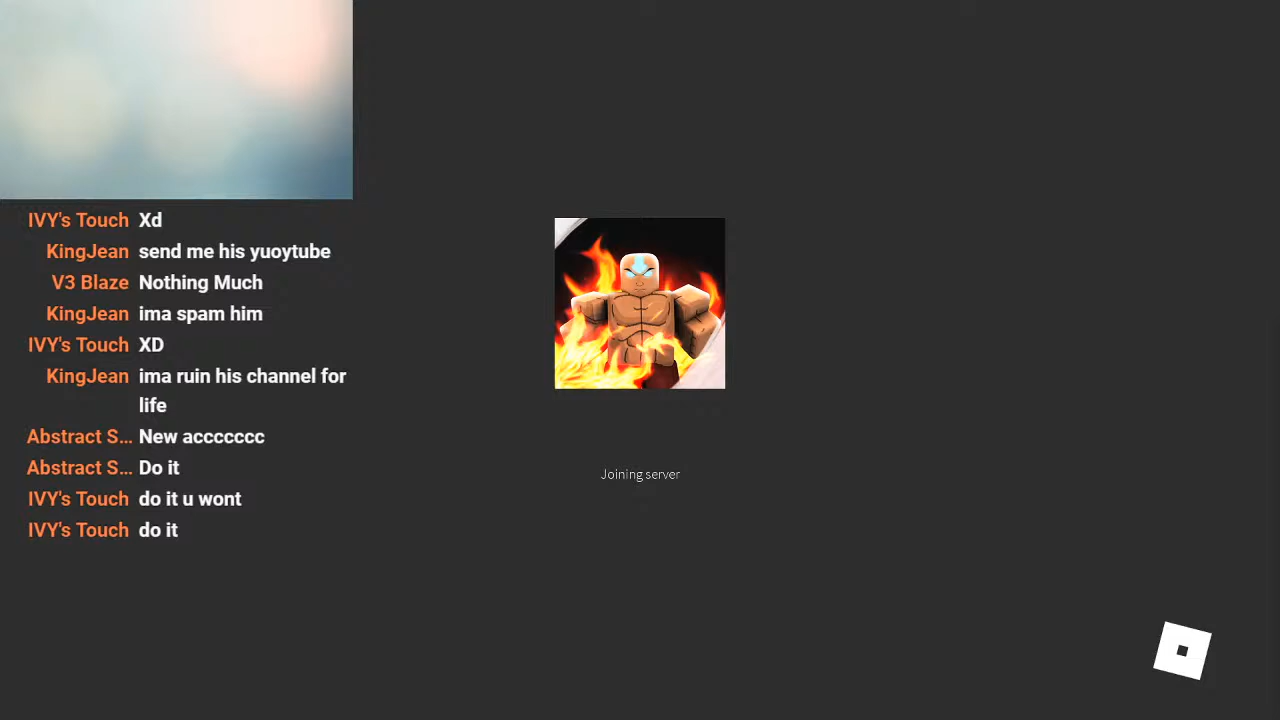 IVY's Touch Xd
KingJean send me his yuoytube
V3 Blaze Nothing Much
KingJean ima spam him
IVY's Touch XD
KingJean ima ruin his channel for
life
Abstract S... New accccccc
Abstract S... Do it
Joining server
IVY's Touch do it u wont
IVY's Touch do it